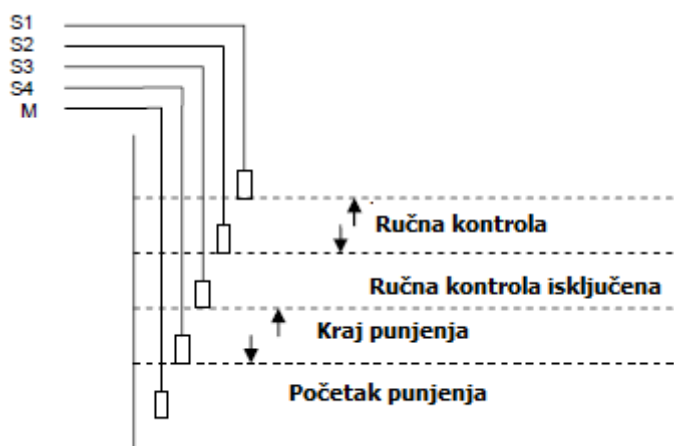 S1
S2
S3
S4
M
Ručna kontrola
Ručna kontrola isključena
Kraj punjenja
Početak punjenja